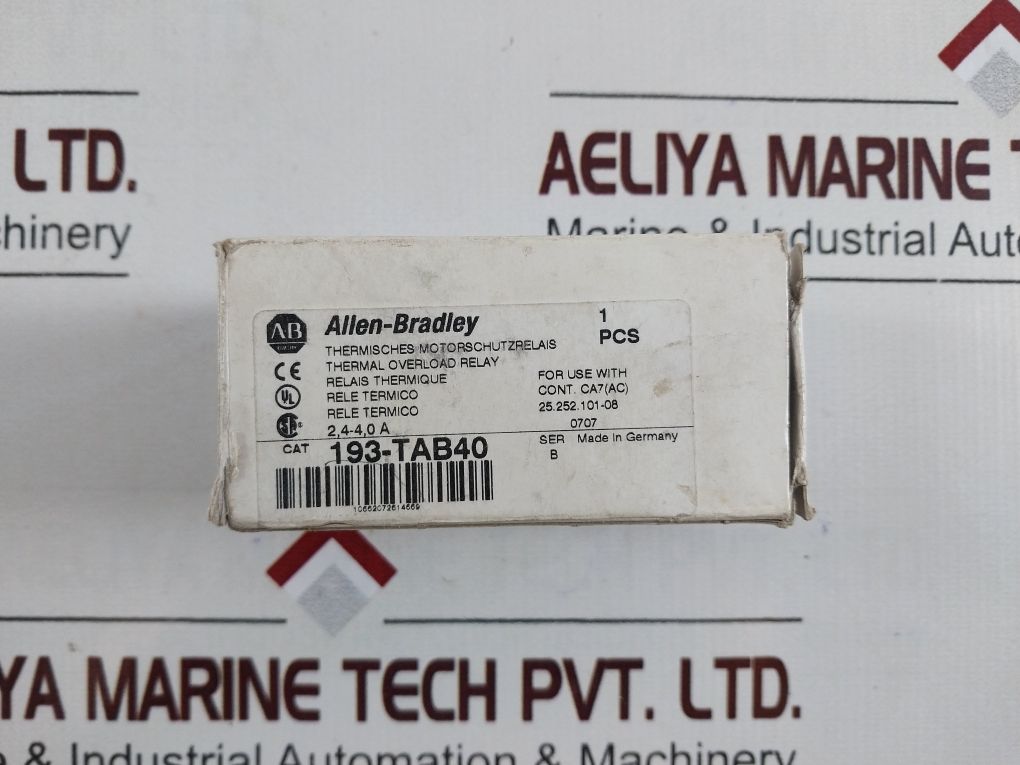 LTD.
AELIYA MARINE
chinery
Marine & Industrial Auto
AB
Allen-Bradley
1
PCS
THERMISCHES MOTORSCHUTZRELAIS
THERMAL OVERLOAD RELAY
RELAIS THERMIQUE
RELE TERMICO
RELE TERMICO
2,4-4,0 A
CE
UL
FOR USE WITH
CONT. CA7(AC)
25.252.101-08
0707
CAT 193-TAB40
SER Made In Germany
B
YA MARINE TECH PVT. LTD.
& Industrial Automation & Machinery